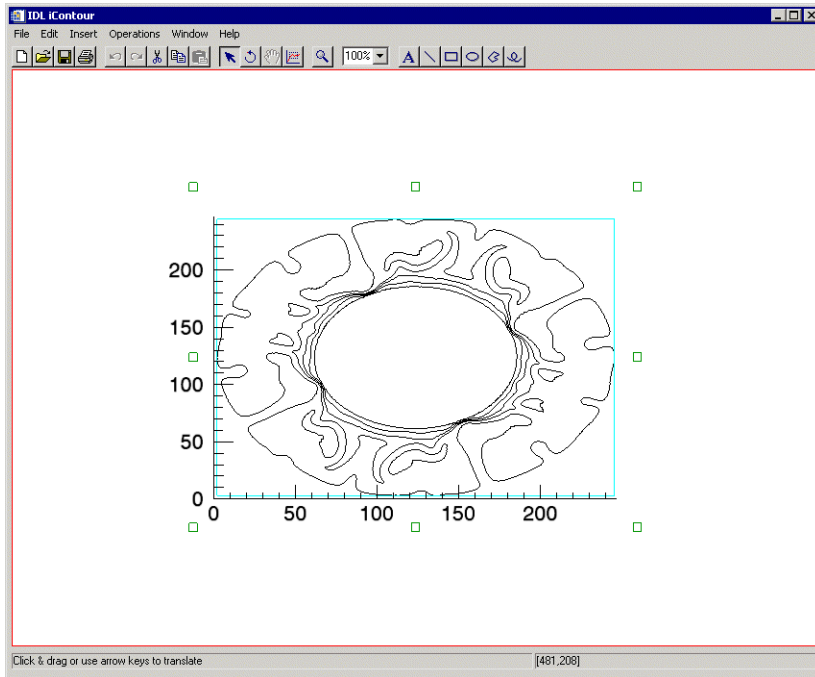 IDL iContour
File Edit Insert Operations Window Help
100% A
200
150
100
50
0
0 50 100 150 200
Click & drag or use arrow keys to translate [481,208]